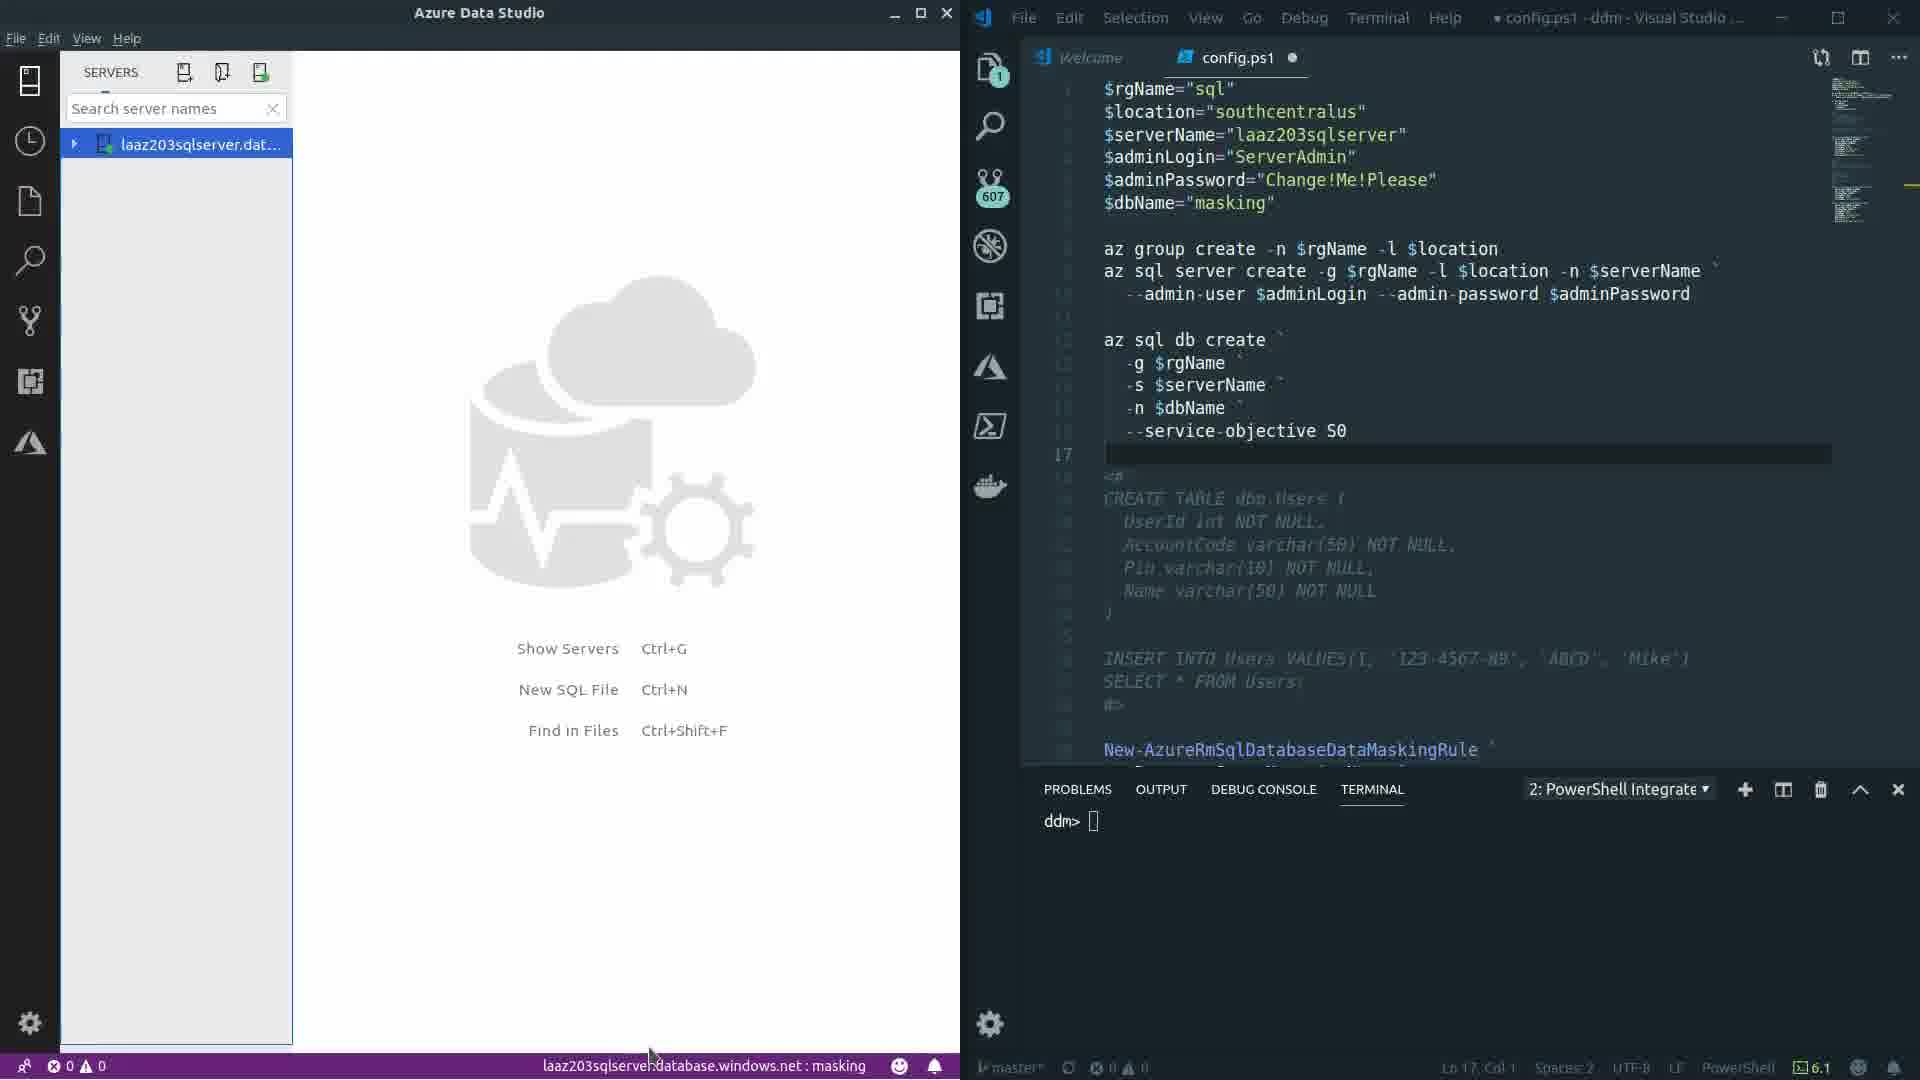 Azure Data Studio
File Edit View Help
SERVERS
Search server names
laaz203sqlserver.dat...
Show Servers Ctrl+G
New SQL File Ctrl+N
Find in Files Ctrl+Shift+F
0 0
laaz203sqlserver.database.windows.net : masking
File Edit Selection View Go Debug Terminal Help
● config.ps1 - ddm - Visual Studio ...
Welcome
config.ps1
1
607
$rgName="sql"
$location="southcentralus"
$serverName="laaz203sqlserver"
$adminLogin="ServerAdmin"
$adminPassword="Change!Me!Please"
$dbName="masking"
az group create -n $rgName -l $location
az sql server create -g $rgName -l $location -n $serverName `
--admin-user $adminLogin --admin-password $adminPassword
az sql db create `
-g $rgName `
-s $serverName `
-n $dbName `
--service-objective S0
17
<#
CREATE TABLE dbo.Users (
UserId int NOT NULL,
AccountCode varchar(50) NOT NULL,
Pin varchar(10) NOT NULL,
Name varchar(50) NOT NULL
)
INSERT INTO Users VALUES(1, '123-4567-89', 'ABCD', 'Mike')
SELECT * FROM Users;
#>
New-AzureRmSqlDatabaseDataMaskingRule `
PROBLEMS OUTPUT DEBUG CONSOLE TERMINAL
2: PowerShell Integrate
ddm>
master* 0 0
Ln 17, Col 1 Spaces: 2 UTF-8 LF PowerShell 6.1